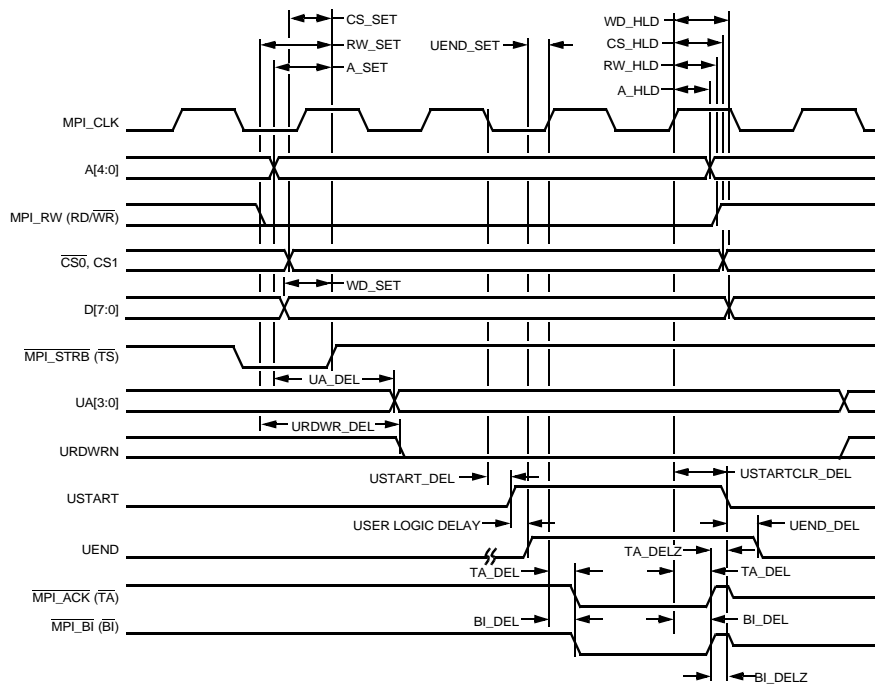 CS_SET
WD_HLD
RW_SET
UEND_SET
CS_HLD
A_SET
RW_HLD
A_HLD
MPI_CLK
A[4:0]
MPI_RW (RD/WR)
CS0, CS1
WD_SET
D[7:0]
MPI_STRB (TS)
UA_DEL
UA[3:0]
URDWR_DEL
URDWRN
USTART_DEL
USTARTCLR_DEL
USTART
USER LOGIC DELAY
UEND_DEL
UEND
TA_DELZ
TA_DEL
TA_DEL
MPI_ACK (TA)
BI_DEL
BI_DEL
MPI_BI (BI)
BI_DELZ